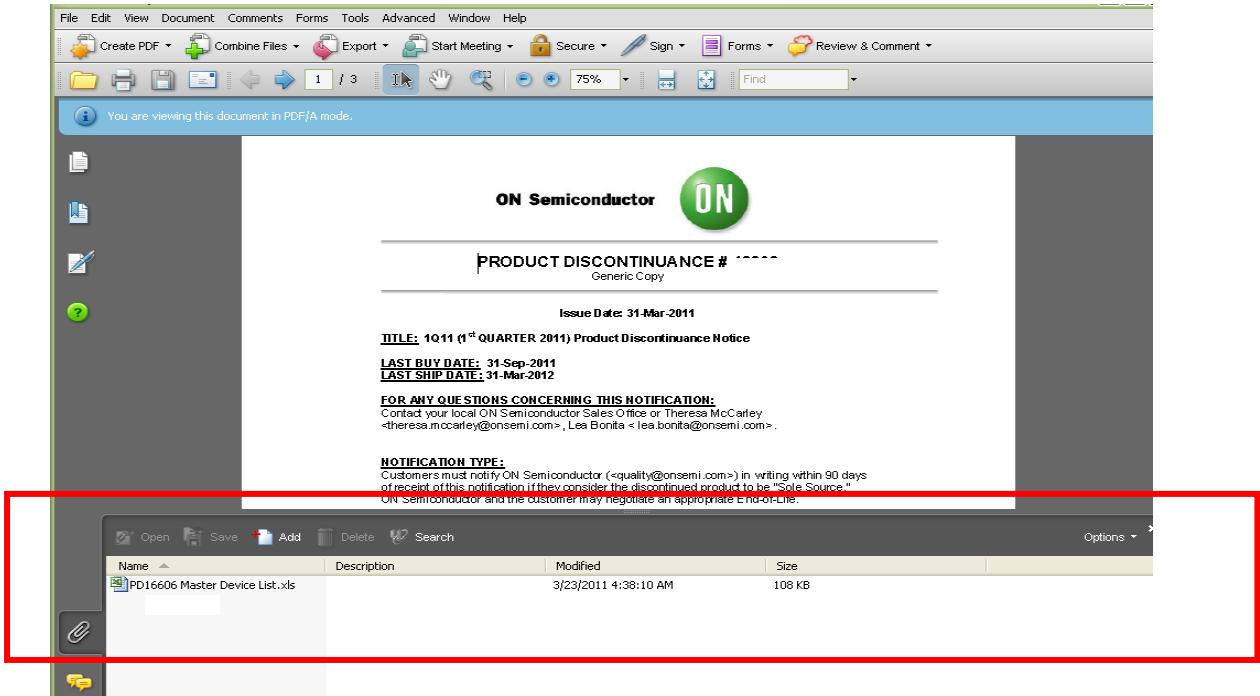 File Edit View Document Comments Forms Tools Advanced Window Help
Create PDF Combine Files Export Start Meeting Secure Sign Forms Review & Comment
1 / 3 75% Find
You are viewing this document in PDF/A mode.
ON Semiconductor ON
PRODUCT DISCONTINUANCE #
Generic Copy
Issue Date: 31-Mar-2011
TITLE: 1Q11 (1st QUARTER 2011) Product Discontinuance Notice
LAST BUY DATE: 31-Sep-2011
LAST SHIP DATE: 31-Mar-2012
FOR ANY QUESTIONS CONCERNING THIS NOTIFICATION:
Contact your local ON Semiconductor Sales Office or Theresa McCarley
<theresa.mccarley@onsemi.com>, Lea Bonita < lea.bonita@onsemi.com>.
NOTIFICATION TYPE:
Customers must notify ON Semiconductor (<quality@onsemi.com>) in writing within 90 days
of receipt of this notification if they consider the discontinued product to be "Sole Source."
ON Semiconductor and the customer may negotiate an appropriate End-of-Life.
Open Save Add Delete Search Options
Name Description Modified Size
PD16606 Master Device List.xls 3/23/2011 4:38:10 AM 108 KB